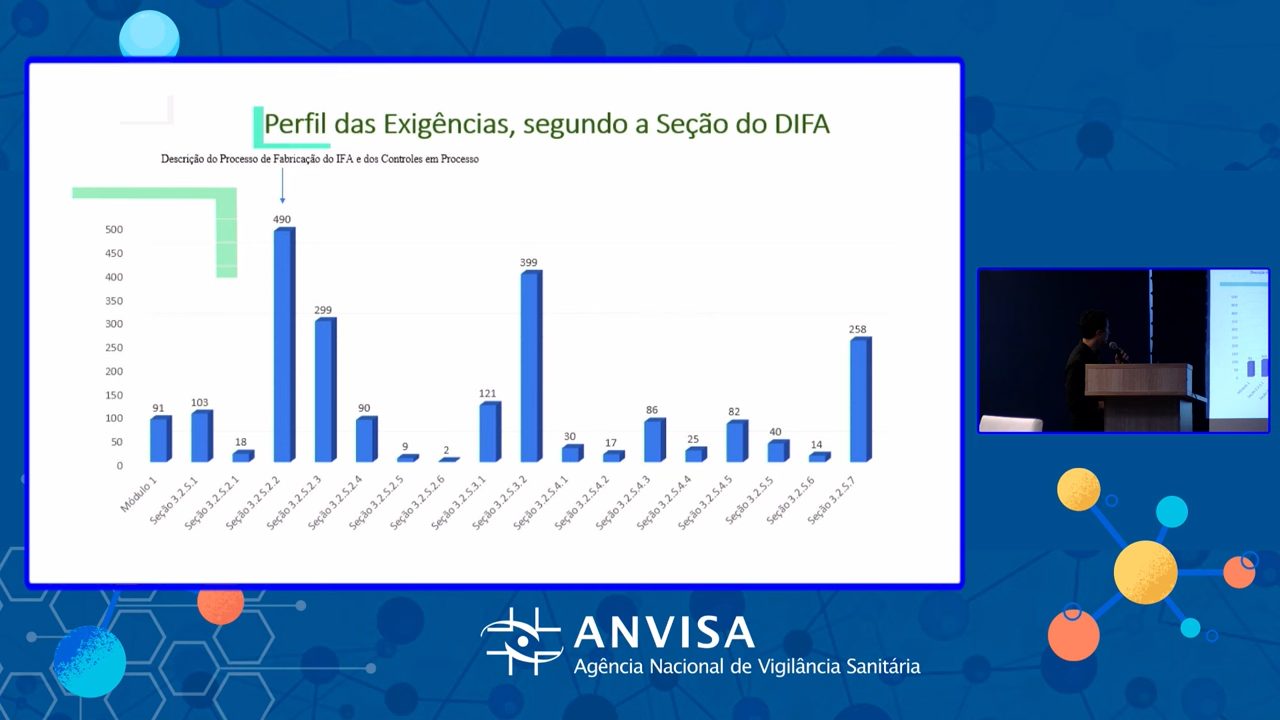 Perfil das Exigências, segundo a Seção do DIFA
Descrição do Processo de Fabricação do IFA e dos Controles em Processo
500
450
400
350
300
250
200
150
100
50
0
91
103
18
490
299
90
9
2
121
399
30
17
86
25
82
40
14
258
Módulo 1
Seção 3.2.S.1
Seção 3.2.S.2.1
Seção 3.2.S.2.2
Seção 3.2.S.2.3
Seção 3.2.S.2.4
Seção 3.2.S.2.5
Seção 3.2.S.2.6
Seção 3.2.S.3.1
Seção 3.2.S.3.2
Seção 3.2.S.4.1
Seção 3.2.S.4.2
Seção 3.2.S.4.3
Seção 3.2.S.4.4
Seção 3.2.S.4.5
Seção 3.2.S.5
Seção 3.2.S.6
Seção 3.2.S.7
ANVISA
Agência Nacional de Vigilância Sanitária